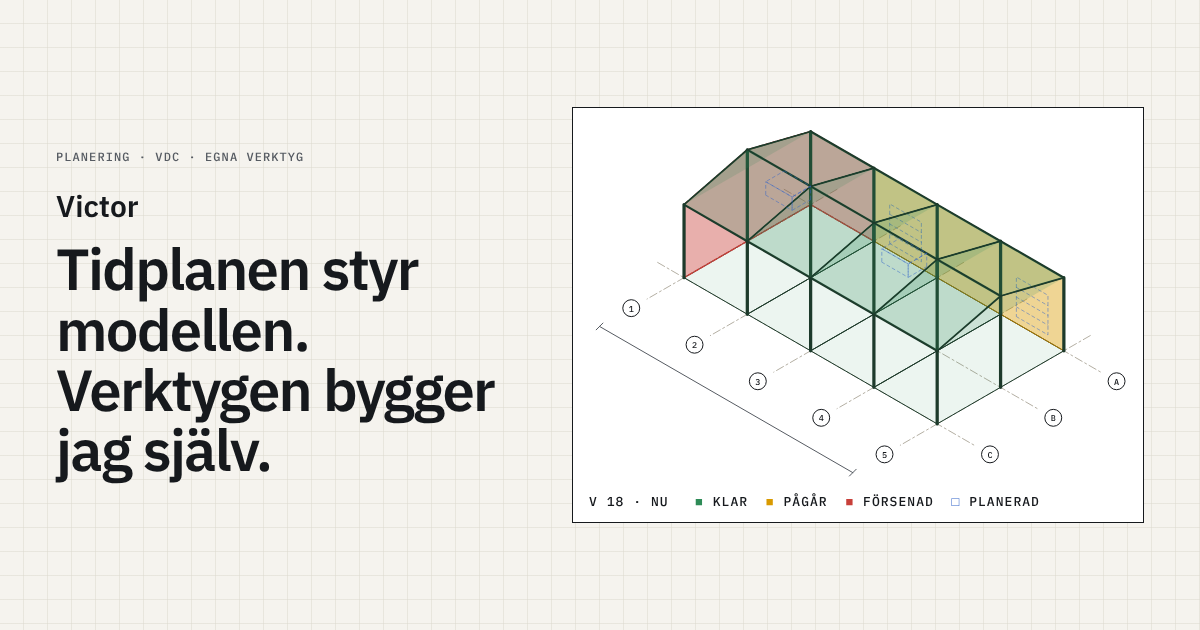 PLANERING · VDC · EGNA VERKTYG
Victor
Tidplanen styr
modellen.
Verktygen bygger
jag själv.
1
2
3
4
5
A
B
C
V 18 · NU KLAR PÅGÅR FÖRSENAD PLANERAD